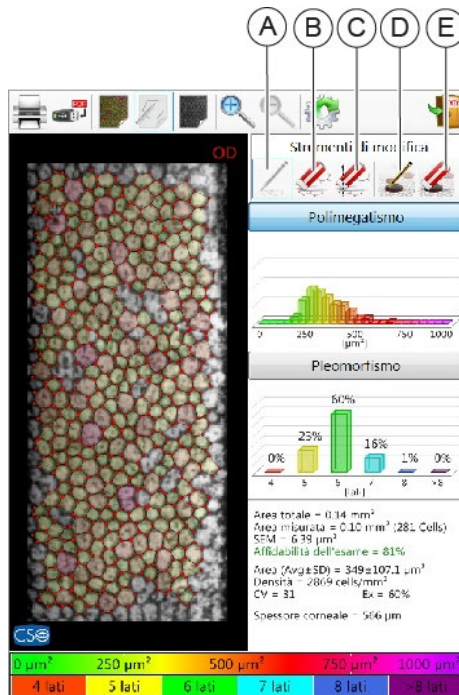 A B C D E
PDF
OD
Strumenti di modifica
Polimegatismo
0 250 500 750 1000
[µm²]
Pleomorfismo
0% 23% 60% 16% 1% 0%
4 5 6 7 8 >8
[lati]
Area totale = 0.14 mm²
Area misurata = 0.10 mm² (281 Cells)
SEM = 6.39 µm²
Affidabilità dell'esame = 81%
Area (Avg±SD) = 349±107.1 µm²
Densità = 2869 cells/mm²
CV = 31 Ex = 60%
Spessore corneale = 566 µm
CSO
0 µm² 250 µm² 500 µm² 750 µm² 1000 µm²
4 lati 5 lati 6 lati 7 lati 8 lati >8 lati